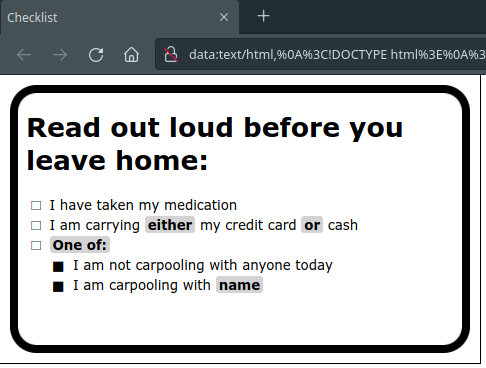 Checklist
data:text/html,%0A%3C!DOCTYPE html%3E%0A%3
Read out loud before you
leave home:
I have taken my medication
I am carrying either my credit card or cash
One of:
I am not carpooling with anyone today
I am carpooling with name